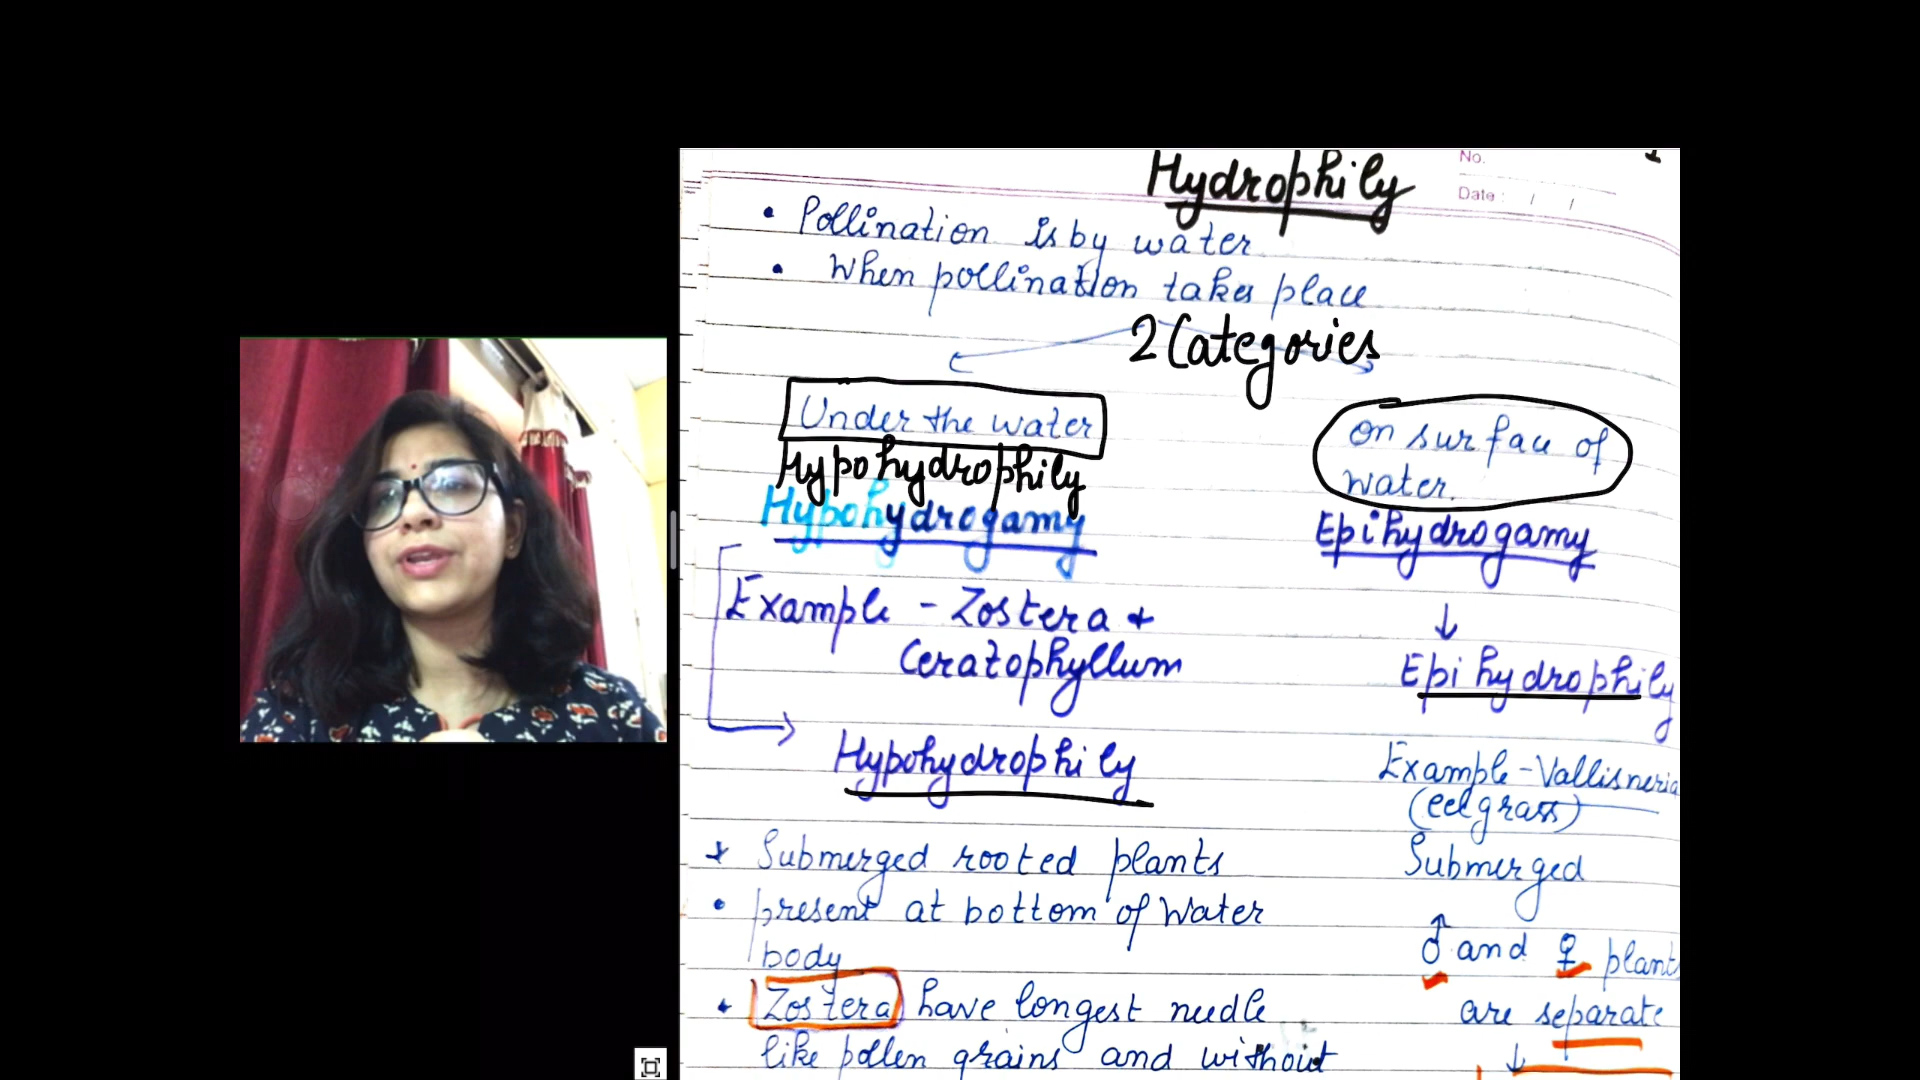 Hydrophily
No.
Date : / /
• Pollination is by water
• When pollination takes place
2 Categories
Under the water
Hypohydrophily
Hypohydrogamy
Example - Zostera +
Ceratophyllum
Hypohydrophily
Submerged rooted plants
• present at bottom of Water
body
• Zostera have longest needle
like pollen grains and without
on surface of
water.
Epihydrogamy
↓
Epihydrophily
Example - Vallisneria
(eelgrass)
Submerged
♂ and ♀ plants
are separate
↓